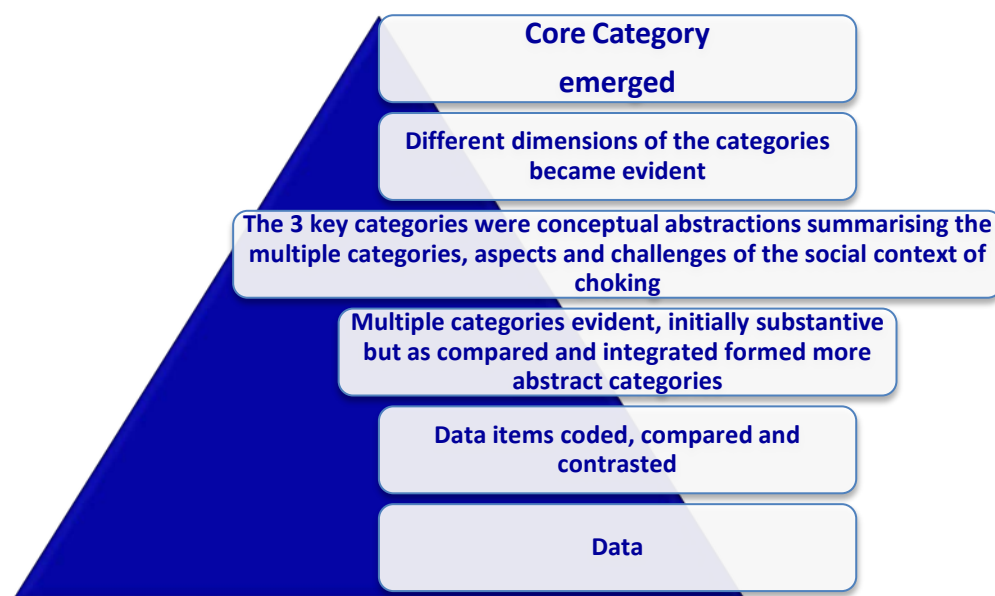 Core Category
emerged
Different dimensions of the categories
became evident
The 3 key categories were conceptual abstractions summarising the
multiple categories, aspects and challenges of the social context of
choking
Multiple categories evident, initially substantive
but as compared and integrated formed more
abstract categories
Data items coded, compared and
contrasted
Data